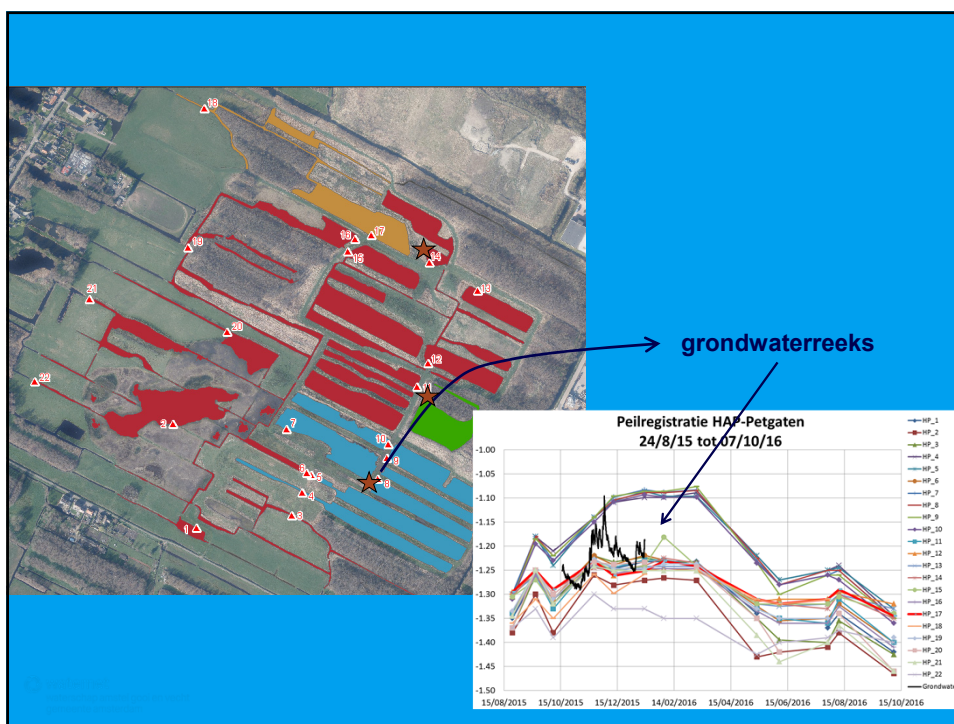 18
17
16
15
14
19
13
21
20
12
22
11
2
7
10
9
6
5
8
4
3
1
grondwaterreeks
Peilregistratie HAP-Petgaten
24/8/15 tot 07/10/16
-1.00
-1.05
-1.10
-1.15
-1.20
-1.25
-1.30
-1.35
-1.40
-1.45
-1.50
15/08/2015 15/10/2015 15/12/2015 14/02/2016 15/04/2016 15/06/2016 15/08/2016 15/10/2016
HP_1
HP_2
HP_3
HP_4
HP_5
HP_6
HP_7
HP_8
HP_9
HP_10
HP_11
HP_12
HP_13
HP_14
HP_15
HP_16
HP_17
HP_18
HP_19
HP_20
HP_21
HP_22
Grondwater